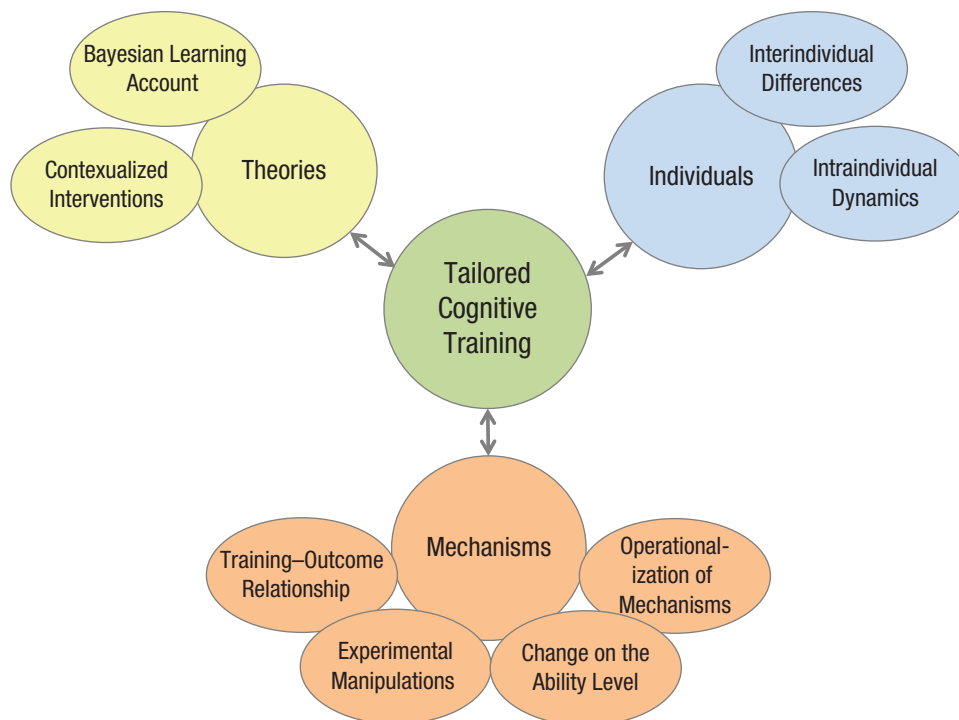 Bayesian Learning
Account
Contexualized
Interventions
Theories
Interindividual
Differences
Individuals
Intraindividual
Dynamics
Tailored
Cognitive
Training
Mechanisms
Training–Outcome
Relationship
Operational-
ization of
Mechanisms
Experimental
Manipulations
Change on the
Ability Level